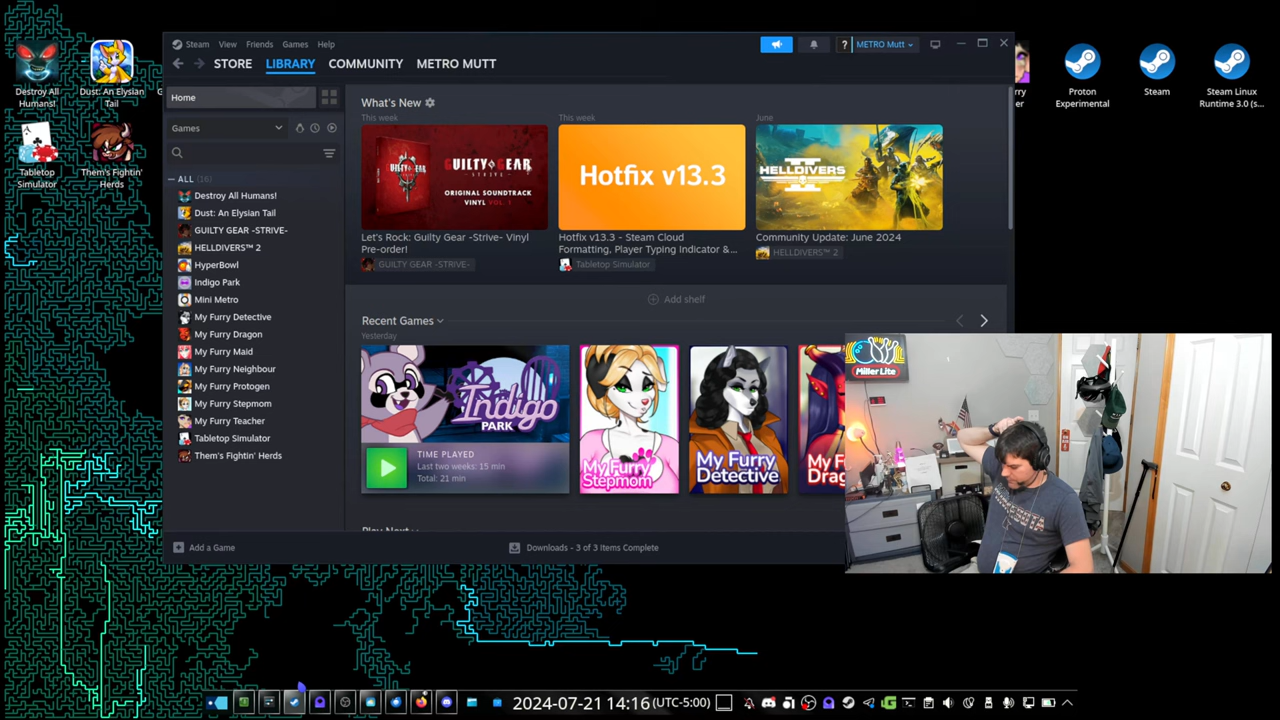 Steam View Friends Games Help
METRO Mutt
STORE LIBRARY COMMUNITY METRO MUTT
Home
Games
ALL (16)
Destroy All Humans!
Dust: An Elysian Tail
GUILTY GEAR -STRIVE-
HELLDIVERS™ 2
HyperBowl
Indigo Park
Mini Metro
My Furry Detective
My Furry Dragon
My Furry Maid
My Furry Neighbour
My Furry Protogen
My Furry Stepmom
My Furry Teacher
Tabletop Simulator
Them's Fightin' Herds
Add a Game
What's New
This week
GUILTY GEAR
STRIVE
ORIGINAL SOUNDTRACK
VINYL VOL. 1
Let's Rock: Guilty Gear -Strive- Vinyl
Pre-order!
GUILTY GEAR -STRIVE-
This week
Hotfix v13.3
Hotfix v13.3 - Steam Cloud
Formatting, Player Typing Indicator &...
Tabletop Simulator
June
HELLDIVERS
Community Update: June 2024
HELLDIVERS™ 2
Add shelf
Recent Games
Yesterday
Indigo
PARK
TIME PLAYED
Last two weeks: 15 min
Total: 21 min
My Furry
Stepmom
My Furry
Detective
Downloads - 3 of 3 Items Complete
Destroy All
Humans!
Dust: An Elysian
Tail
Tabletop
Simulator
Them's Fightin'
Herds
Proton
Experimental
Steam
Steam Linux
Runtime 3.0 (s...
Miller Lite
2024-07-21 14:16 (UTC-5:00)